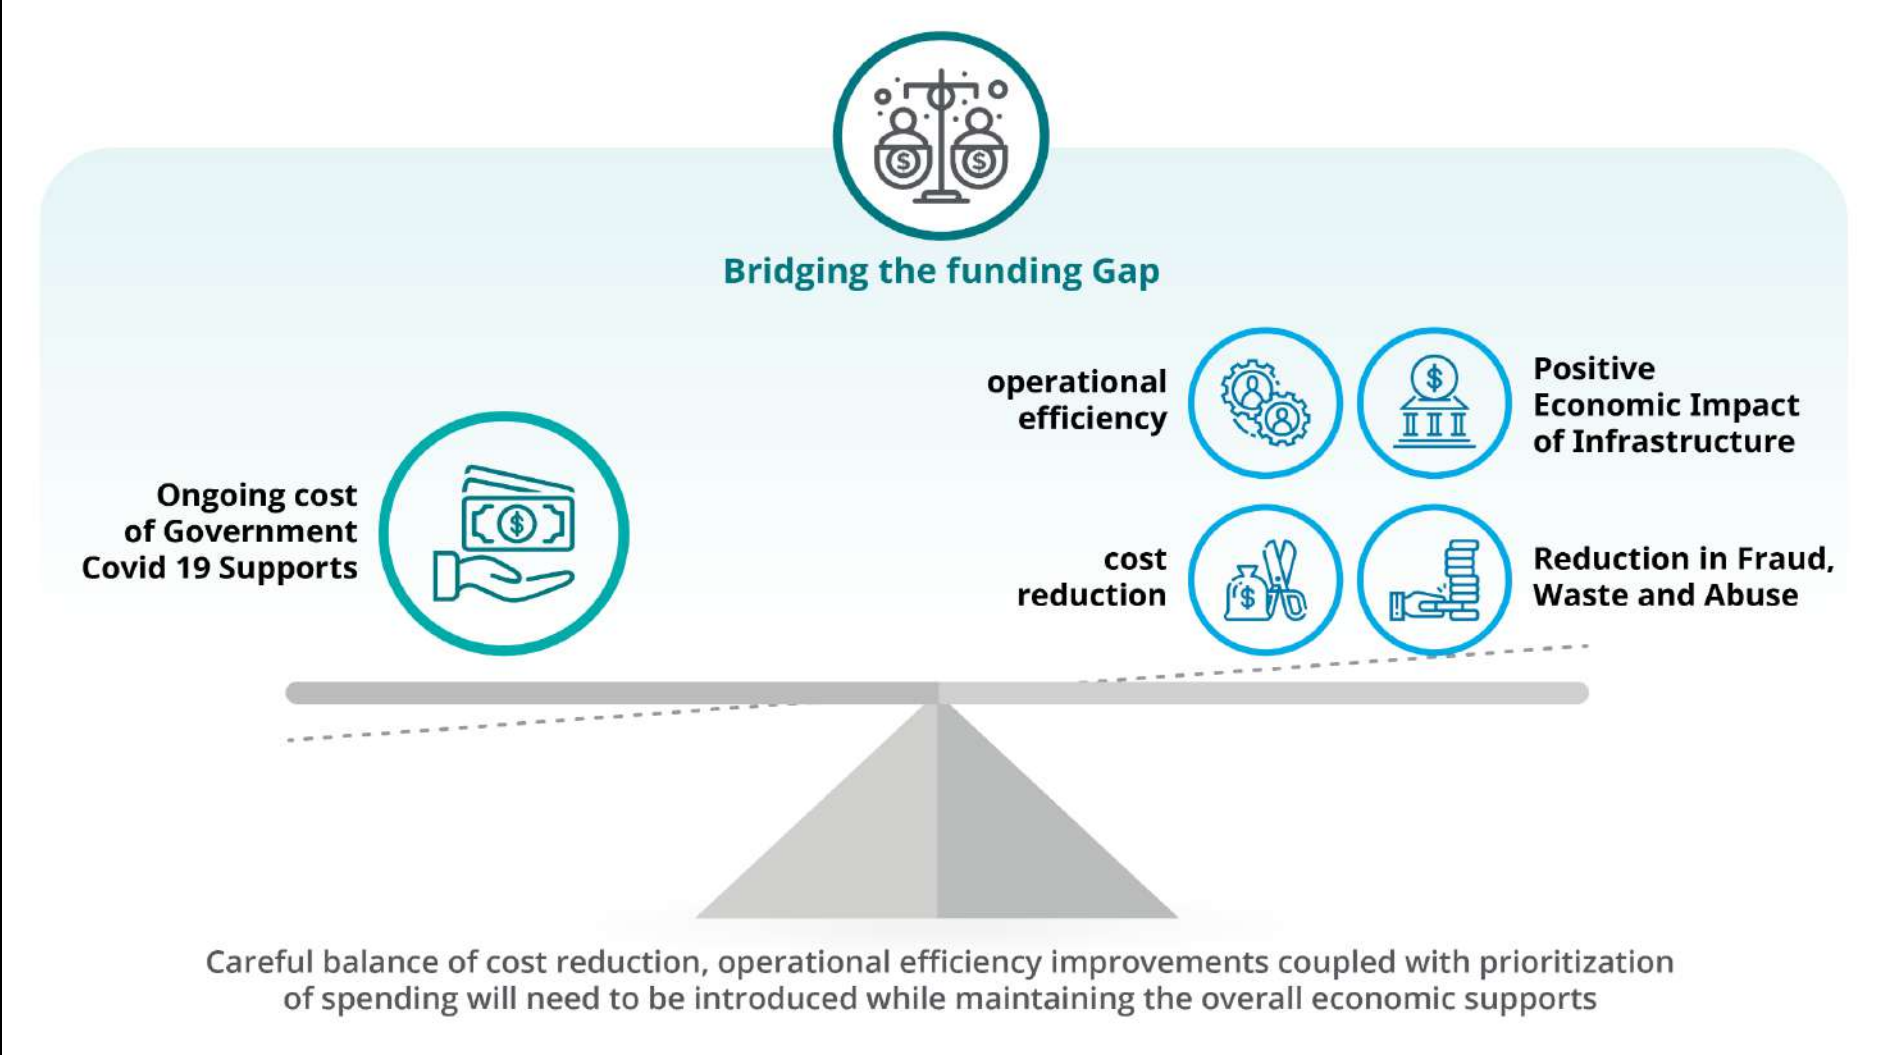 Bridging the funding Gap
operational
efficiency
Positive
Economic Impact
of Infrastructure
Ongoing cost
of Government
Covid 19 Supports
cost
reduction
Reduction in Fraud,
Waste and Abuse
Careful balance of cost reduction, operational efficiency improvements coupled with prioritization
of spending will need to be introduced while maintaining the overall economic supports